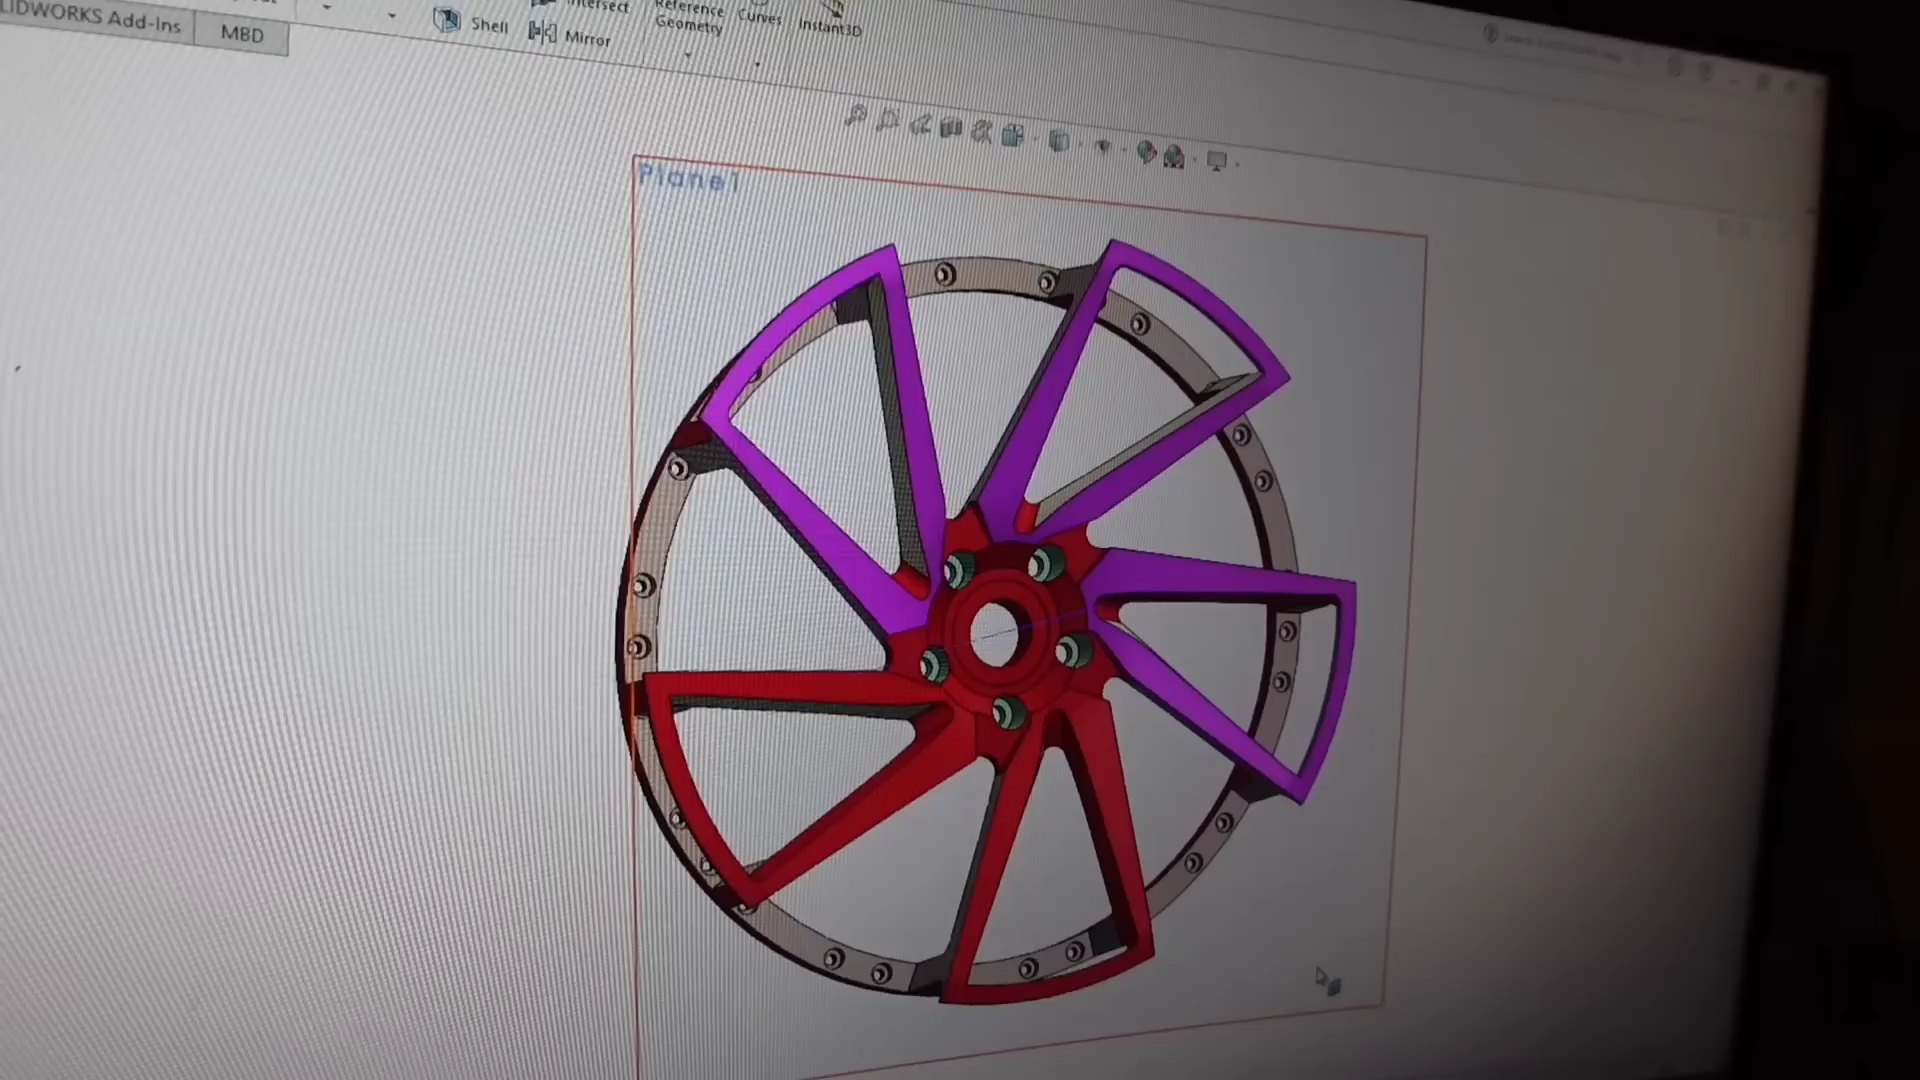 LIDWORKS Add-Ins
MBD
Shell
Intersect
Mirror
Reference
Geometry
Curves
Instant3D
Plane1